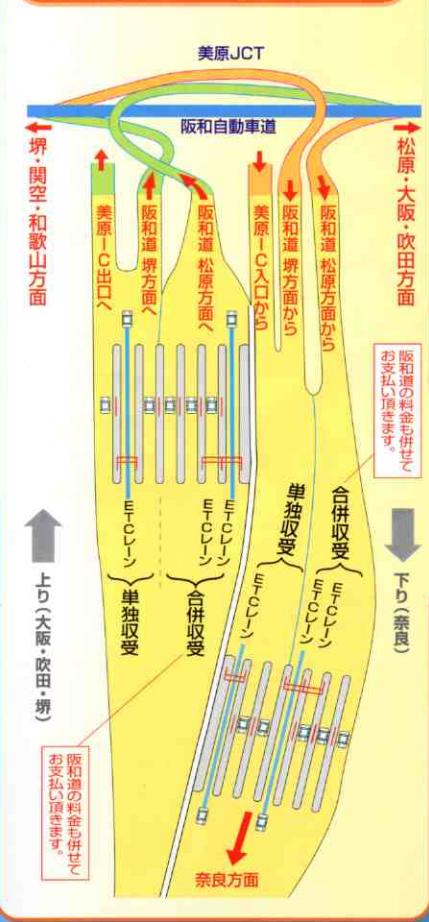 美原JCT
阪和自動車道
堺・関空・和歌山方面
松原・大阪・吹田方面
美原IC出口へ
阪和道 堺方面へ
阪和道 松原方面へ
美原IC入口から
阪和道 堺方面から
阪和道 松原方面から
阪和道の料金も併せて
お支払い頂きます。
ETCレーン
ETCレーン
ETCレーン
単独収受
合併収受
単独収受
合併収受
ETCレーン
ETCレーン
ETCレーン
上り(大阪・吹田・堺)
下り(奈良)
阪和道の料金も併せて
お支払い頂きます。
奈良方面